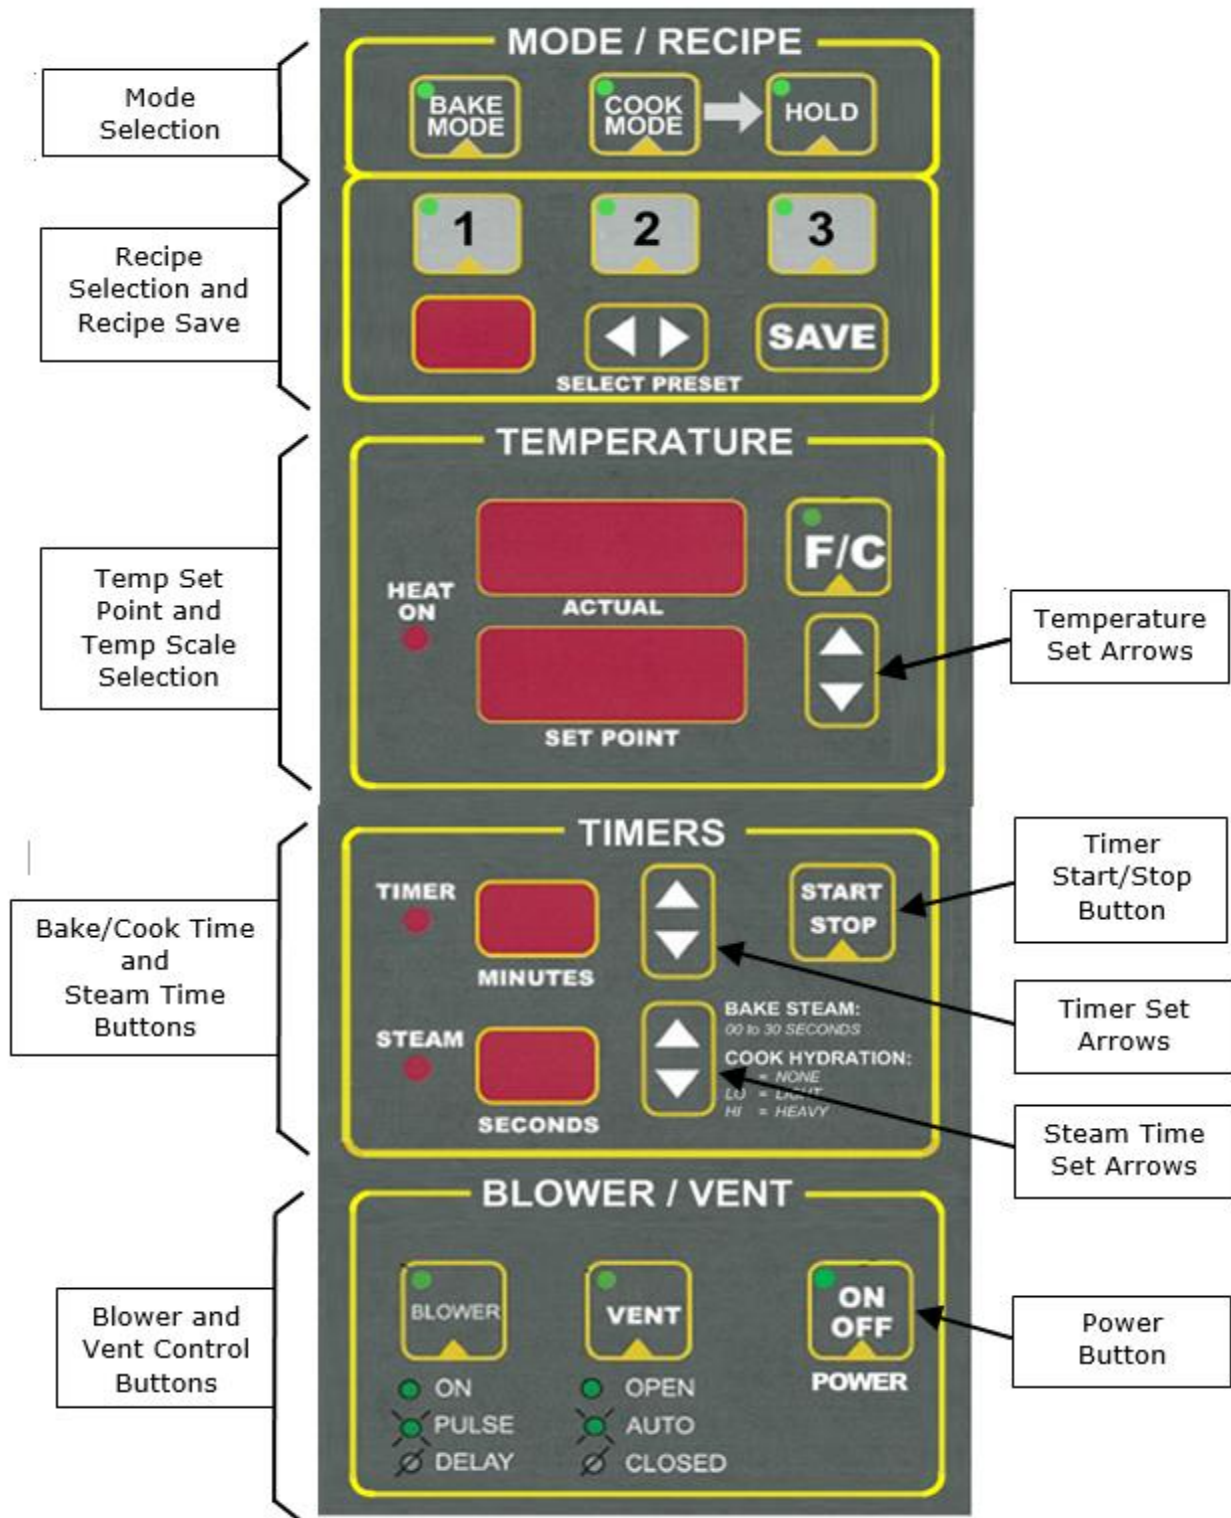 MODE / RECIPE
Mode
Selection
BAKE
MODE
COOK
MODE
HOLD
Recipe
Selection and
Recipe Save
1
2
3
SAVE
SELECT PRESET
TEMPERATURE
Temp Set
Point and
Temp Scale
Selection
HEAT
ON
ACTUAL
SET POINT
F/C
Temperature
Set Arrows
TIMERS
Bake/Cook Time
and
Steam Time
Buttons
TIMER
MINUTES
START
STOP
Timer
Start/Stop
Button
Timer Set
Arrows
STEAM
SECONDS
BAKE STEAM:
00 to 30 SECONDS
COOK HYDRATION:
= NONE
LO = LIGHT
HI = HEAVY
Steam Time
Set Arrows
BLOWER / VENT
Blower and
Vent Control
Buttons
BLOWER
ON
PULSE
DELAY
VENT
OPEN
AUTO
CLOSED
ON
OFF
POWER
Power
Button